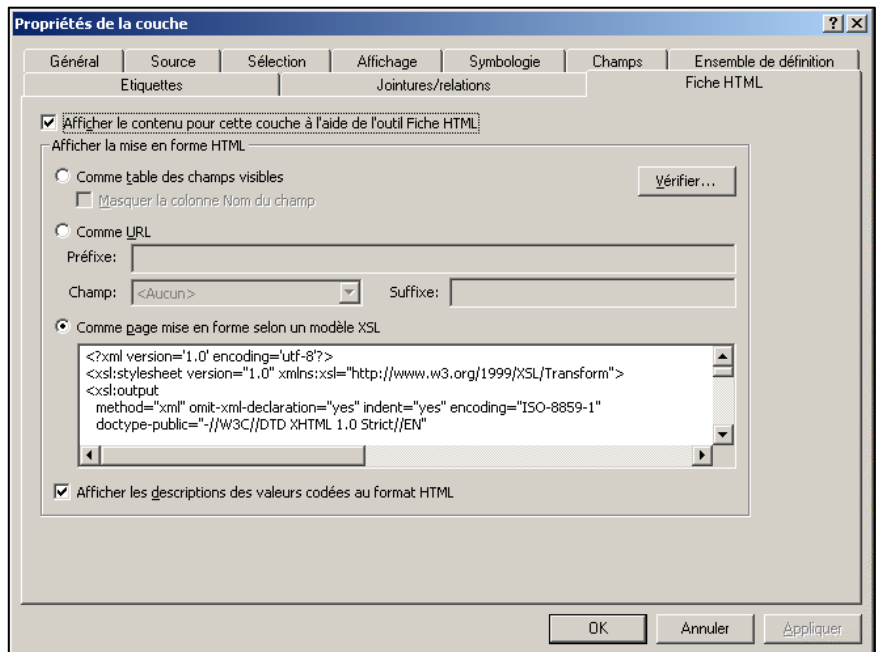 Propriétés de la couche
Général Source Sélection Affichage Symbologie Champs Ensemble de définition
Etiquettes Jointures/relations Fiche HTML
Afficher le contenu pour cette couche à l'aide de l'outil Fiche HTML
Afficher la mise en forme HTML
Comme table des champs visibles Vérifier...
Masquer la colonne Nom du champ
Comme URL
Préfixe:
Champ: <Aucun> Suffixe:
Comme page mise en forme selon un modèle XSL
<?xml version='1.0' encoding='utf-8'?>
<xsl:stylesheet version="1.0" xmlns:xsl="http://www.w3.org/1999/XSL/Transform">
<xsl:output
method="xml" omit-xml-declaration="yes" indent="yes" encoding="ISO-8859-1"
doctype-public="-//W3C//DTD XHTML 1.0 Strict//EN"
Afficher les descriptions des valeurs codées au format HTML
OK Annuler Appliquer